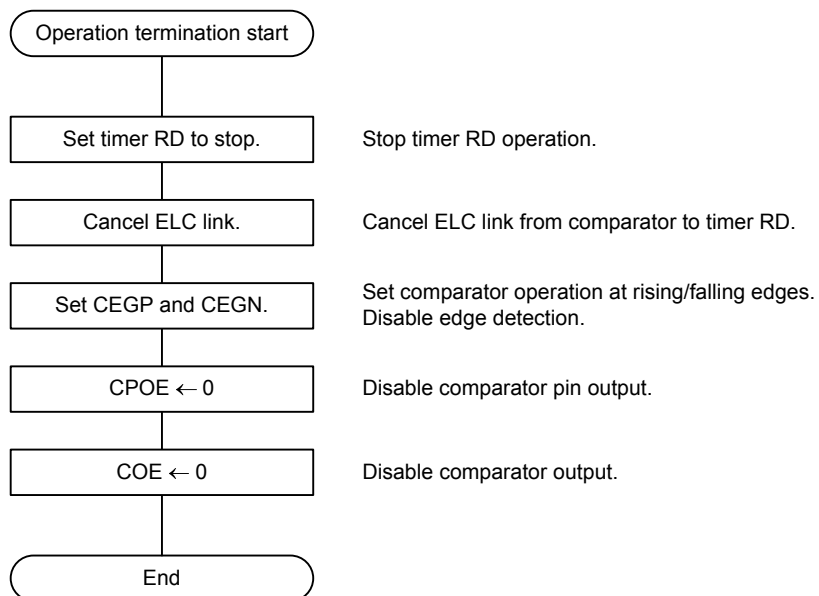 Operation termination start
Set timer RD to stop.
Stop timer RD operation.
Cancel ELC link.
Cancel ELC link from comparator to timer RD.
Set CEGP and CEGN.
Set comparator operation at rising/falling edges.
Disable edge detection.
CPOE ← 0
Disable comparator pin output.
COE ← 0
Disable comparator output.
End